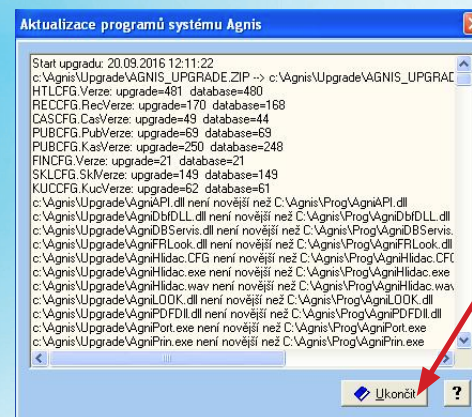 Aktualizace programů systému Agnis
Start upgradu: 20.09.2016 12:11:22
c:\Agnis\Upgrade\AGNIS_UPGRADE.ZIP --> c:\Agnis\Upgrade\AGNIS_UPGRAD
HTLCFG.Verze: upgrade=481 database=480
RECCFG.RecVerze: upgrade=170 database=168
CASCFG.CasVerze: upgrade=49 database=44
PUBCFG.PubVerze: upgrade=69 database=69
PUBCFG.KasVerze: upgrade=250 database=248
FINCFG.Verze: upgrade=21 database=21
SKLCFG.SklVerze: upgrade=149 database=149
KUCCFG.KucVerze: upgrade=62 database=61
c:\Agnis\Upgrade\AgniAPI.dll není novější než C:\Agnis\Prog\AgniAPI.dll
c:\Agnis\Upgrade\AgniDbfDLL.dll není novější než C:\Agnis\Prog\AgniDbfDLL.dll
c:\Agnis\Upgrade\AgniDBServis.dll není novější než C:\Agnis\Prog\AgniDBServis.
c:\Agnis\Upgrade\AgniFRLook.dll není novější než C:\Agnis\Prog\AgniFRLook.dll
c:\Agnis\Upgrade\AgniHlidac.CFG není novější než C:\Agnis\Prog\AgniHlidac.CFG
c:\Agnis\Upgrade\AgniHlidac.exe není novější než C:\Agnis\Prog\AgniHlidac.exe
c:\Agnis\Upgrade\AgniHlidac.wav není novější než C:\Agnis\Prog\AgniHlidac.wav
c:\Agnis\Upgrade\AgniLOOK.dll není novější než C:\Agnis\Prog\AgniLOOK.dll
c:\Agnis\Upgrade\AgniPDFDll.dll není novější než C:\Agnis\Prog\AgniPDFDll.dll
c:\Agnis\Upgrade\AgniPort.exe není novější než C:\Agnis\Prog\AgniPort.exe
c:\Agnis\Upgrade\AgniPrin.exe není novější než C:\Agnis\Prog\AgniPrin.exe
Ukončit ?